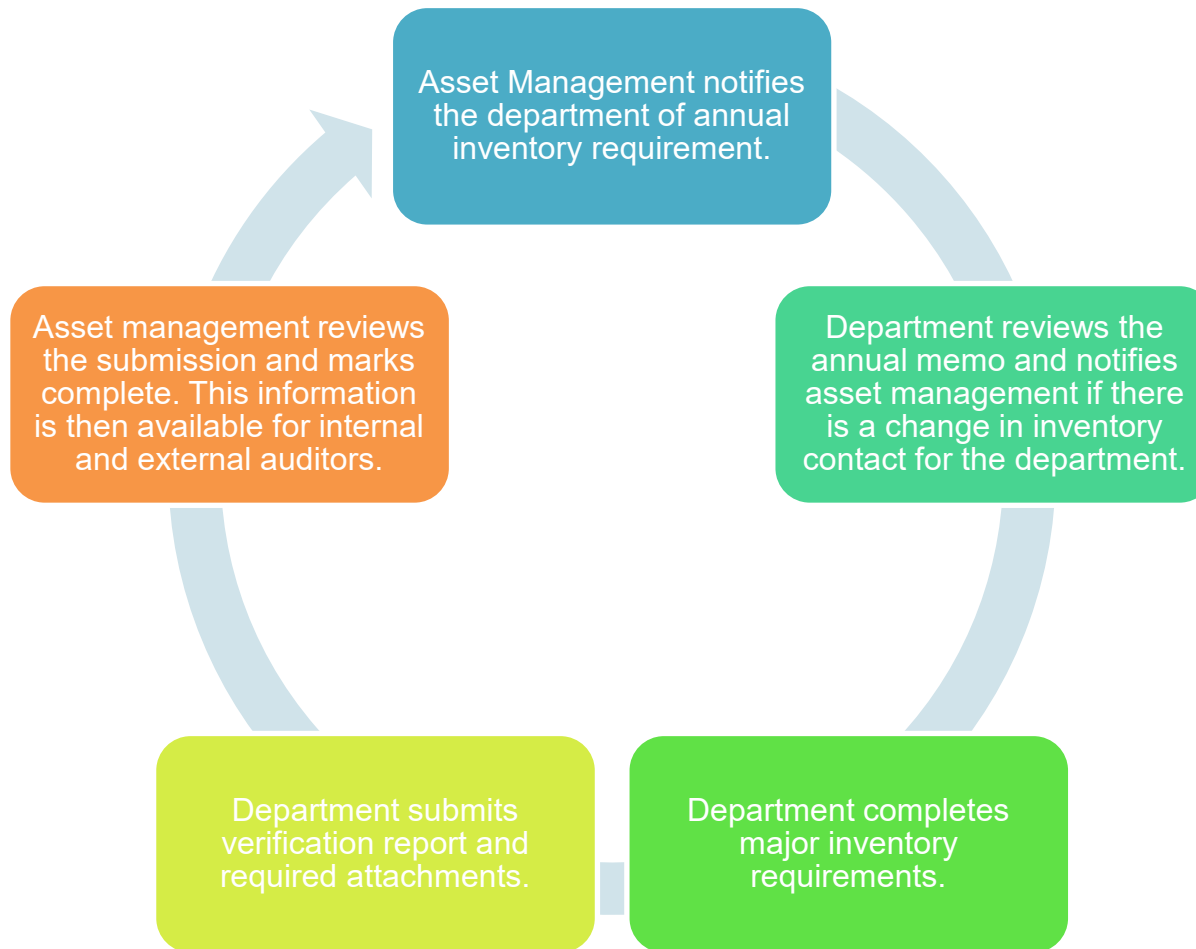 Asset Management notifies
the department of annual
inventory requirement.
Department reviews the
annual memo and notifies
asset management if there
is a change in inventory
contact for the department.
Department completes
major inventory
requirements.
Department submits
verification report and
required attachments.
Asset management reviews
the submission and marks
complete. This information
is then available for internal
and external auditors.